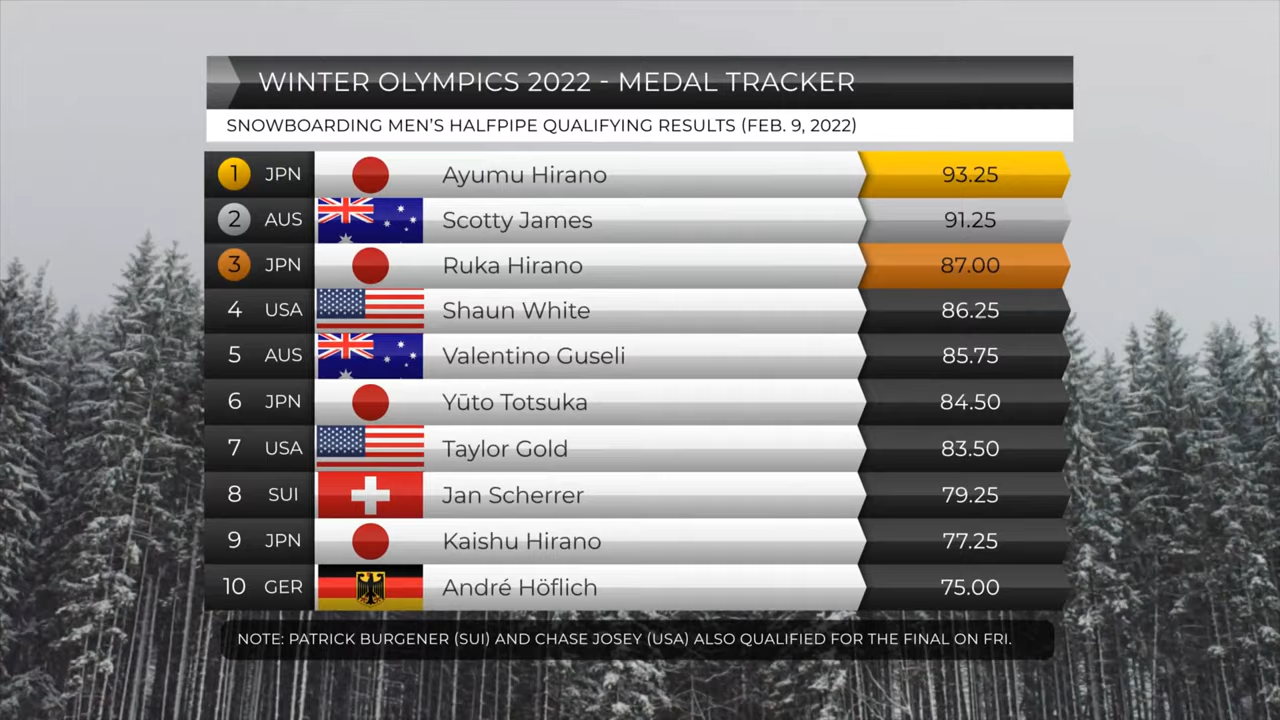 WINTER OLYMPICS 2022 - MEDAL TRACKER
SNOWBOARDING MEN'S HALFPIPE QUALIFYING RESULTS (FEB. 9, 2022)
1 JPN Ayumu Hirano 93.25
2 AUS Scotty James 91.25
3 JPN Ruka Hirano 87.00
4 USA Shaun White 86.25
5 AUS Valentino Guseli 85.75
6 JPN Yūto Totsuka 84.50
7 USA Taylor Gold 83.50
8 SUI Jan Scherrer 79.25
9 JPN Kaishu Hirano 77.25
10 GER André Höflich 75.00
NOTE: PATRICK BURGENER (SUI) AND CHASE JOSEY (USA) ALSO QUALIFIED FOR THE FINAL ON FRI.